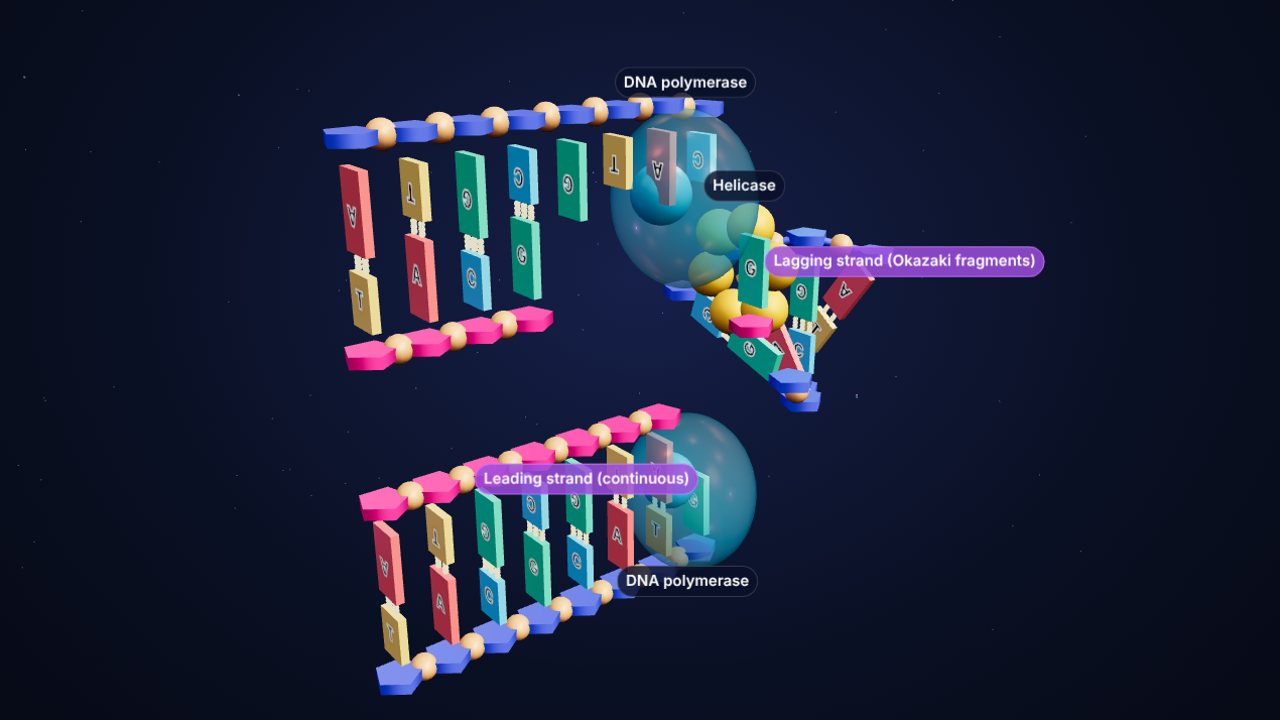 DNA polymerase
Helicase
Lagging strand (Okazaki fragments)
Leading strand (continuous)
DNA polymerase
A T G C G T A C
T A C G
G G A
T C
G G
A T G C G A G
T A C G C A T